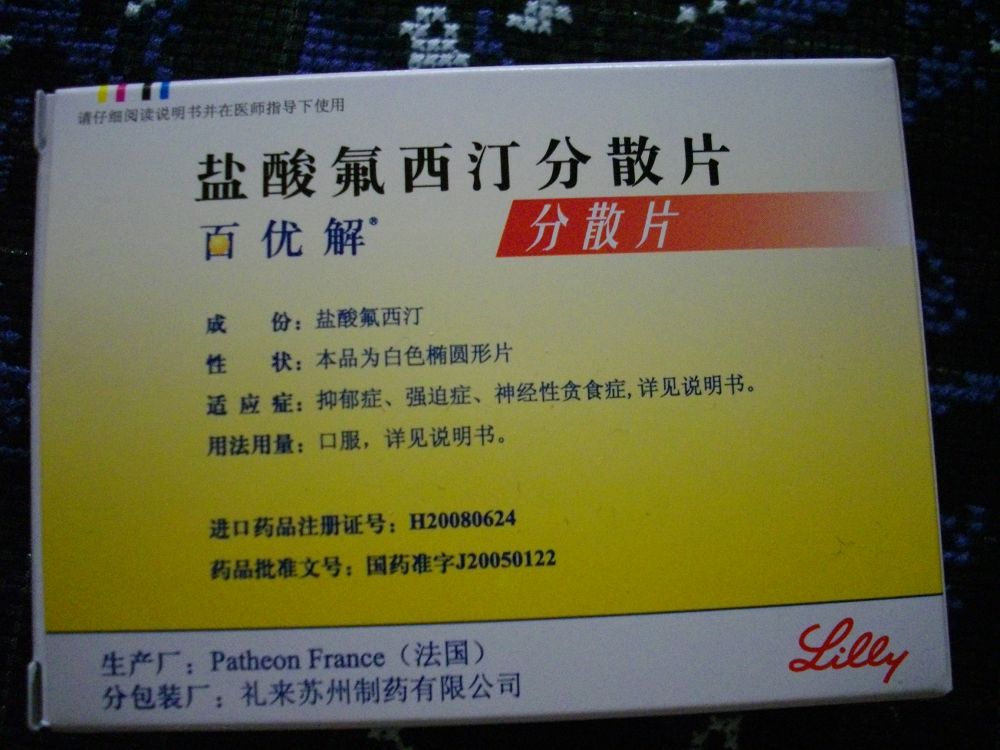 请仔细阅读说明书并在医师指导下使用
盐酸氟西汀分散片
百优解®
分散片
成 份：盐酸氟西汀
性 状：本品为白色椭圆形片
适应症：抑郁症、强迫症、神经性贪食症,详见说明书。
用法用量：口服，详见说明书。
进口药品注册证号：H20080624
药品批准文号：国药准字J20050122
生产厂：Patheon France（法国）
分包装厂：礼来苏州制药有限公司
Lilly